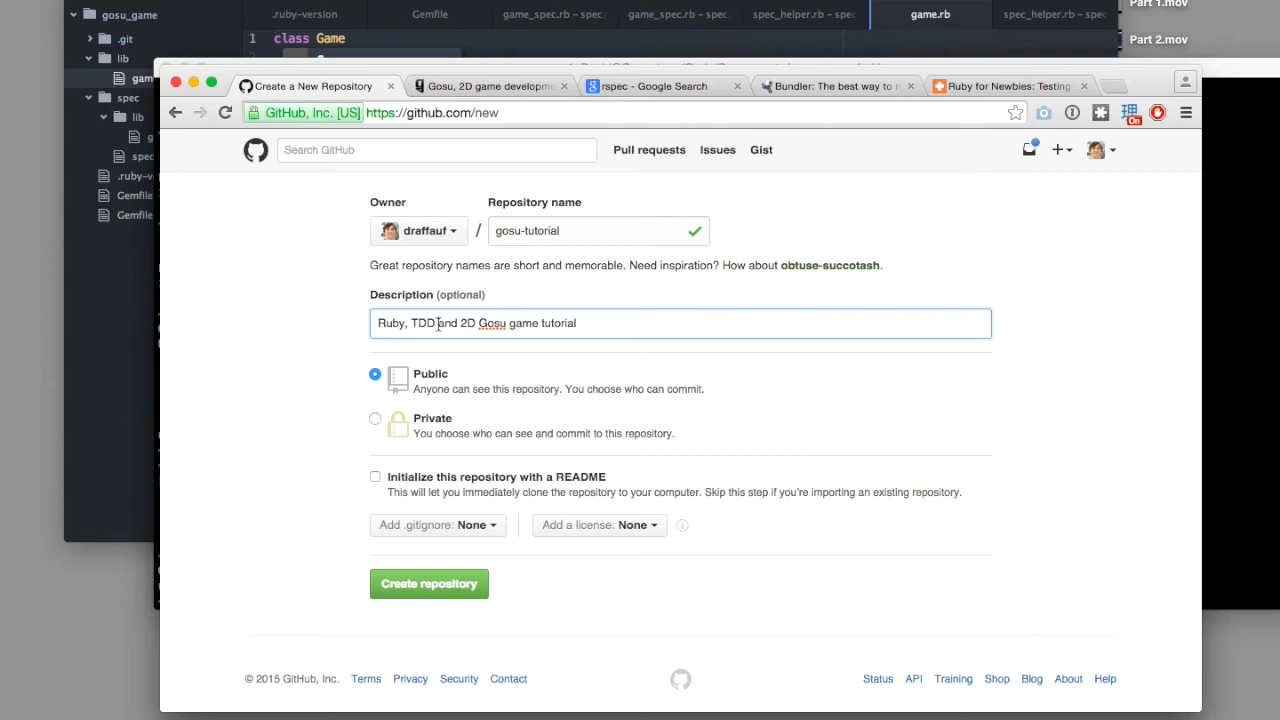 gosu_game
.ruby-version
Gemfile
game_spec.rb – spec,
game_spec.rb – spec,
spec_helper.rb – spe
game.rb
spec_helper.rb – spe
Part 1.mov
.git
1 class Game
Part 2.mov
lib
gam
spec
lib
g
spec
.ruby-v
Gemfile
Gemfile
Create a New Repository
Gosu, 2D game developm
rspec - Google Search
Bundler: The best way to
Ruby for Newbies: Testing
GitHub, Inc. [US] https://github.com/new
On
Search GitHub
Pull requests Issues Gist
Owner Repository name
draffauf / gosu-tutorial
Great repository names are short and memorable. Need inspiration? How about obtuse-succotash.
Description (optional)
Ruby, TDD and 2D Gosu game tutorial
Public
Anyone can see this repository. You choose who can commit.
Private
You choose who can see and commit to this repository.
Initialize this repository with a README
This will let you immediately clone the repository to your computer. Skip this step if you're importing an existing repository.
Add .gitignore: None Add a license: None
Create repository
© 2015 GitHub, Inc. Terms Privacy Security Contact
Status API Training Shop Blog About Help